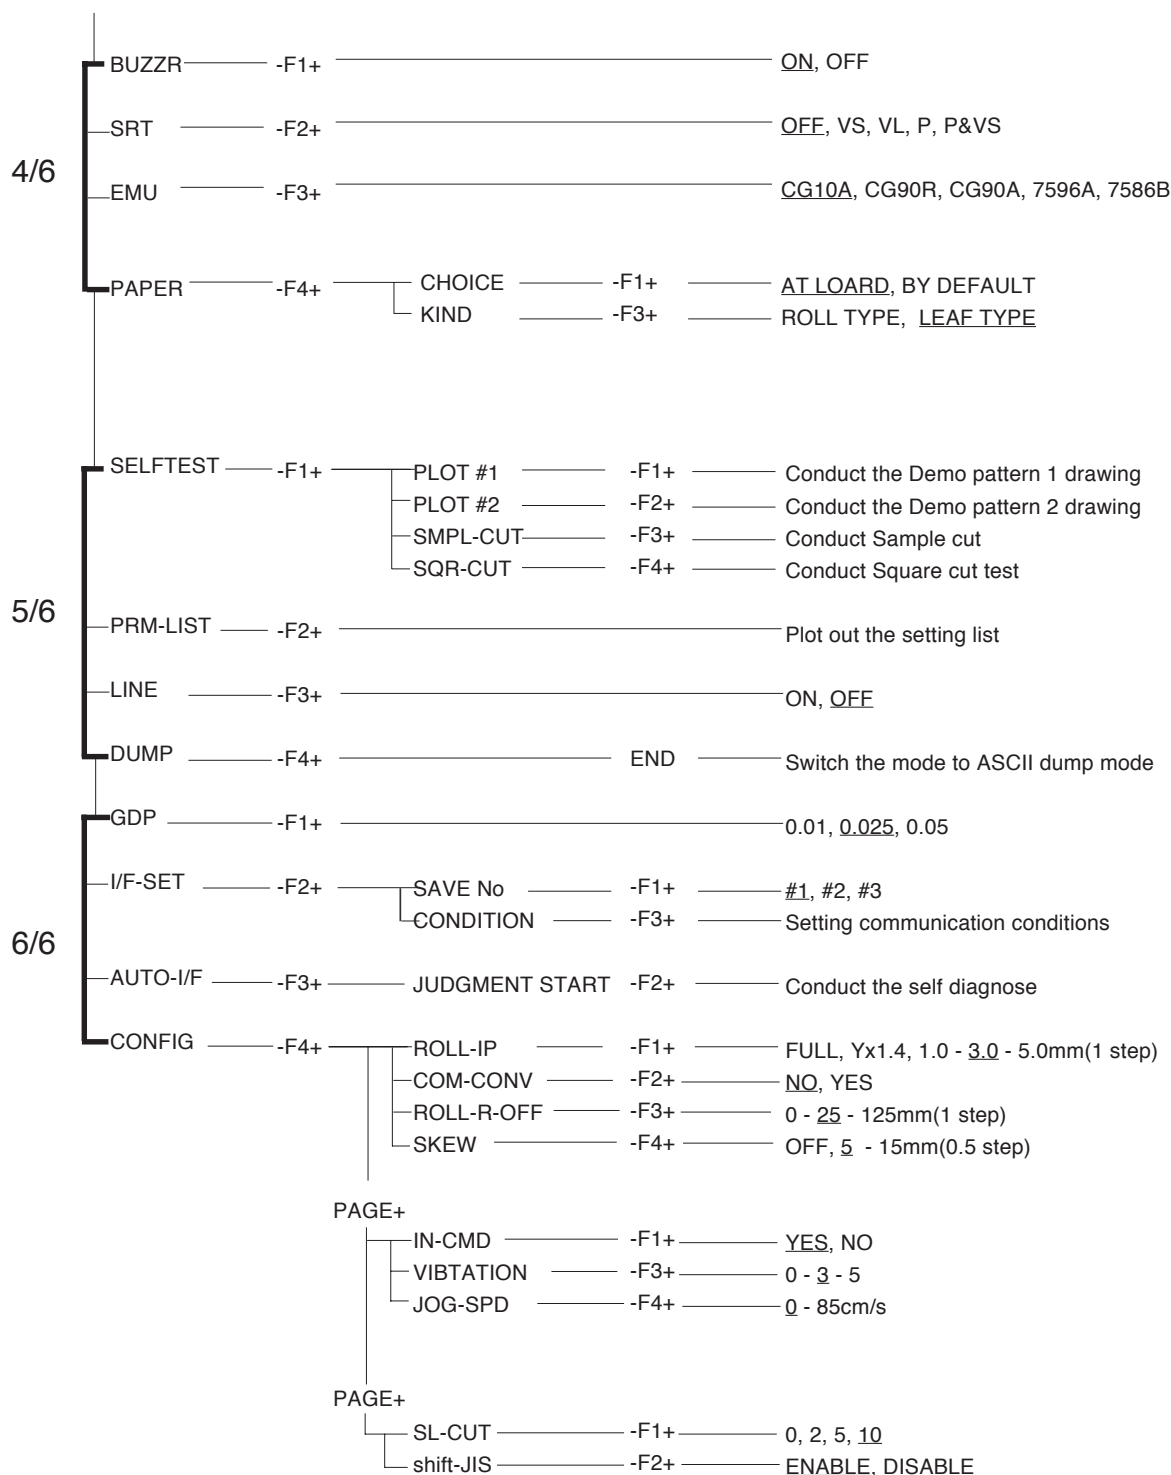 BUZZR -F1+ ON, OFF
SRT -F2+ OFF, VS, VL, P, P&VS
4/6
EMU -F3+ CG10A, CG90R, CG90A, 7596A, 7586B
PAPER -F4+ CHOICE -F1+ AT LOARD, BY DEFAULT
KIND -F3+ ROLL TYPE, LEAF TYPE
SELFTEST -F1+ PLOT #1 -F1+ Conduct the Demo pattern 1 drawing
PLOT #2 -F2+ Conduct the Demo pattern 2 drawing
SMPL-CUT -F3+ Conduct Sample cut
SQR-CUT -F4+ Conduct Square cut test
5/6
PRM-LIST -F2+ Plot out the setting list
LINE -F3+ ON, OFF
DUMP -F4+ END Switch the mode to ASCII dump mode
GDP -F1+ 0.01, 0.025, 0.05
I/F-SET -F2+ SAVE No -F1+ #1, #2, #3
CONDITION -F3+ Setting communication conditions
6/6
AUTO-I/F -F3+ JUDGMENT START -F2+ Conduct the self diagnose
CONFIG -F4+ ROLL-IP -F1+ FULL, Yx1.4, 1.0 - 3.0 - 5.0mm(1 step)
COM-CONV -F2+ NO, YES
ROLL-R-OFF -F3+ 0 - 25 - 125mm(1 step)
SKEW -F4+ OFF, 5 - 15mm(0.5 step)
PAGE+
IN-CMD -F1+ YES, NO
VIBTATION -F3+ 0 - 3 - 5
JOG-SPD -F4+ 0 - 85cm/s
PAGE+
SL-CUT -F1+ 0, 2, 5, 10
shift-JIS -F2+ ENABLE, DISABLE